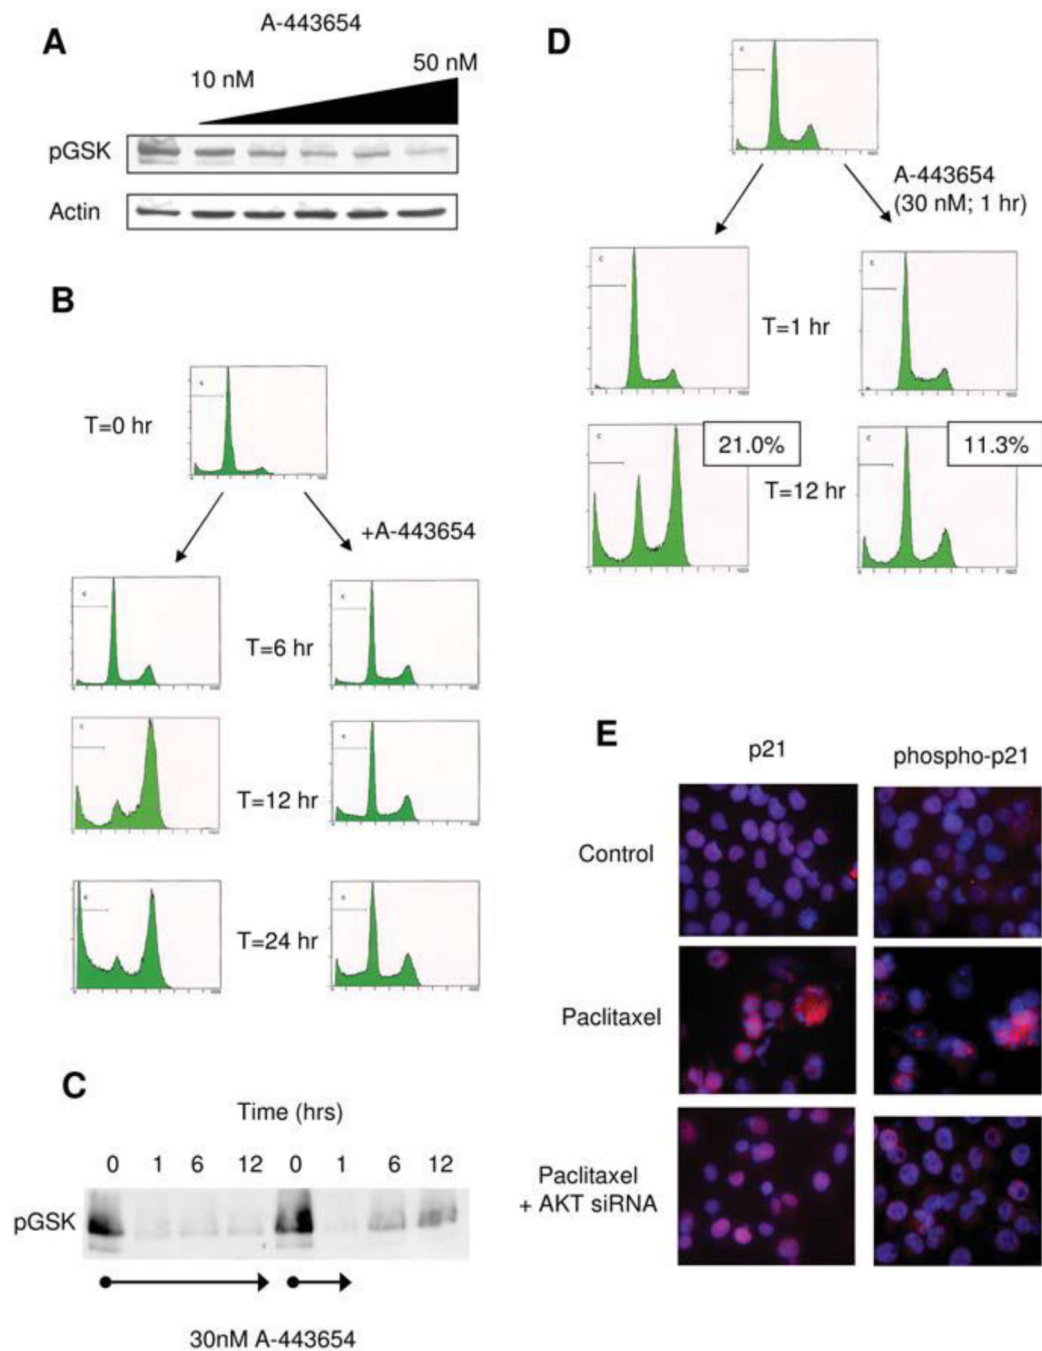 A
A-443654
10 nM
50 nM
pGSK
Actin
B
T=0 hr
+A-443654
T=6 hr
T=12 hr
T=24 hr
C
Time (hrs)
0 1 6 12 0 1 6 12
pGSK
30nM A-443654
D
A-443654
(30 nM; 1 hr)
T=1 hr
21.0%
11.3%
T=12 hr
E
p21
phospho-p21
Control
Paclitaxel
Paclitaxel
+ AKT siRNA